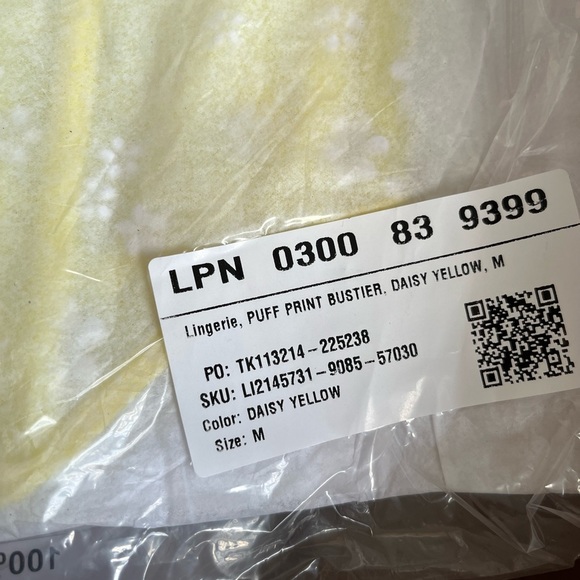 LPN 0300 83 9399
Lingerie, PUFF PRINT BUSTIER, DAISY YELLOW, M
PO: TK113214-225238
SKU: LI2145731-9085-57030
Color: DAISY YELLOW
Size: M